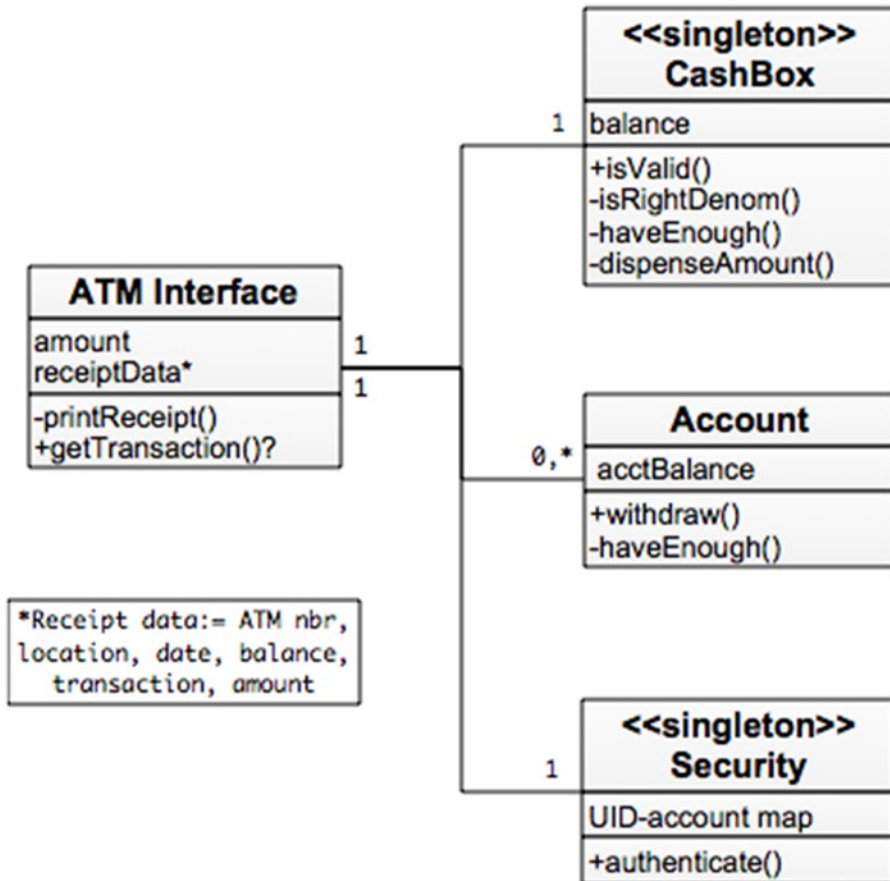 <<singleton>>
CashBox
1
balance
+isValid()
-isRightDenom()
-haveEnough()
-dispenseAmount()
ATM Interface
amount
receiptData*
-printReceipt()
+getTransaction()?
1
1
Account
0,*
acctBalance
+withdraw()
-haveEnough()
*Receipt data:= ATM nbr,
location, date, balance,
transaction, amount
<<singleton>>
Security
1
UID-account map
+authenticate()